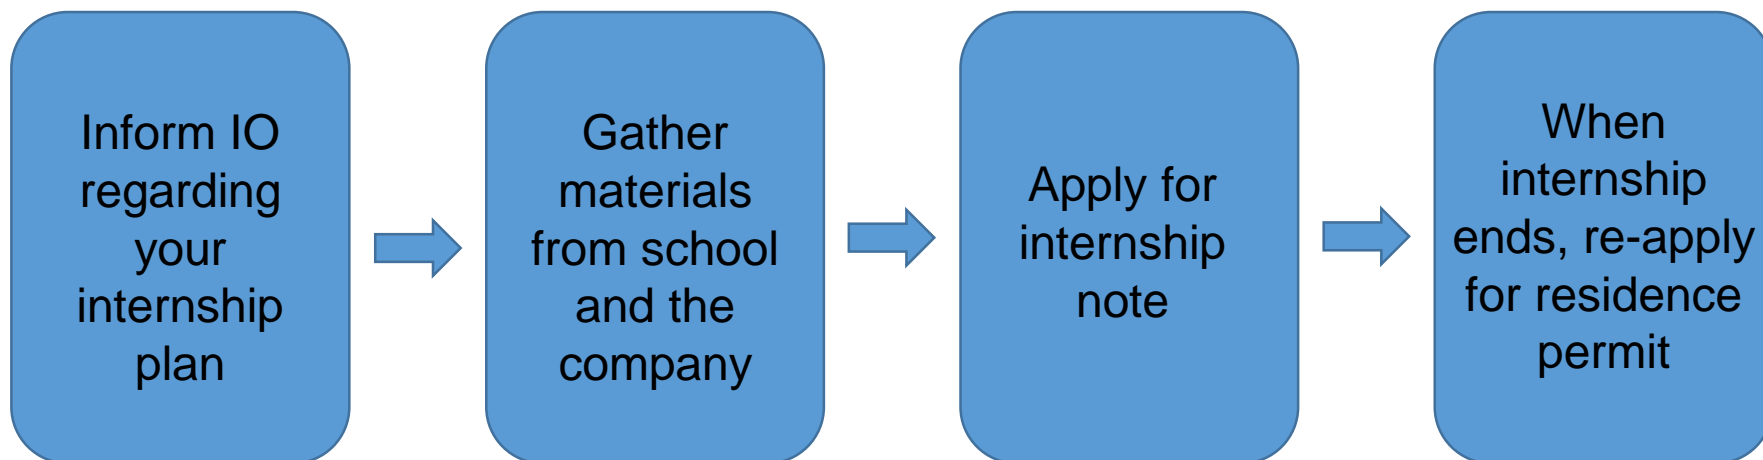 Inform IO
regarding
your
internship
plan
Gather
materials
from school
and the
company
Apply for
internship
note
When
internship
ends, re-apply
for residence
permit